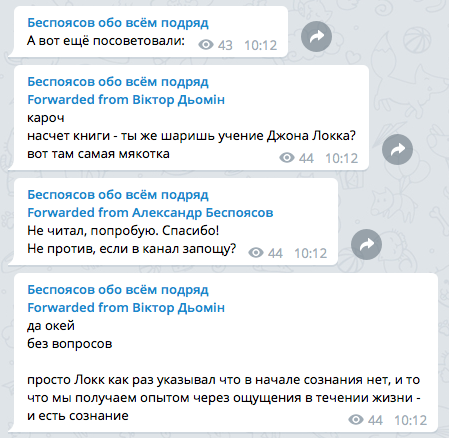 Беспоясов обо всём подряд
А вот ещё посоветовали: 43 10:12
Беспоясов обо всём подряд
Forwarded from Віктор Дьомін
кароч
насчет книги - ты же шаришь учение Джона Локка?
вот там самая мякотка
44 10:12
Беспоясов обо всём подряд
Forwarded from Александр Беспоясов
Не читал, попробую. Спасибо!
Не против, если в канал запощу? 44 10:12
Беспоясов обо всём подряд
Forwarded from Віктор Дьомін
да окей
без вопросов
просто Локк как раз указывал что в начале сознания нет, и то
что мы получаем опытом через ощущения в течении жизни -
и есть сознание
44 10:12